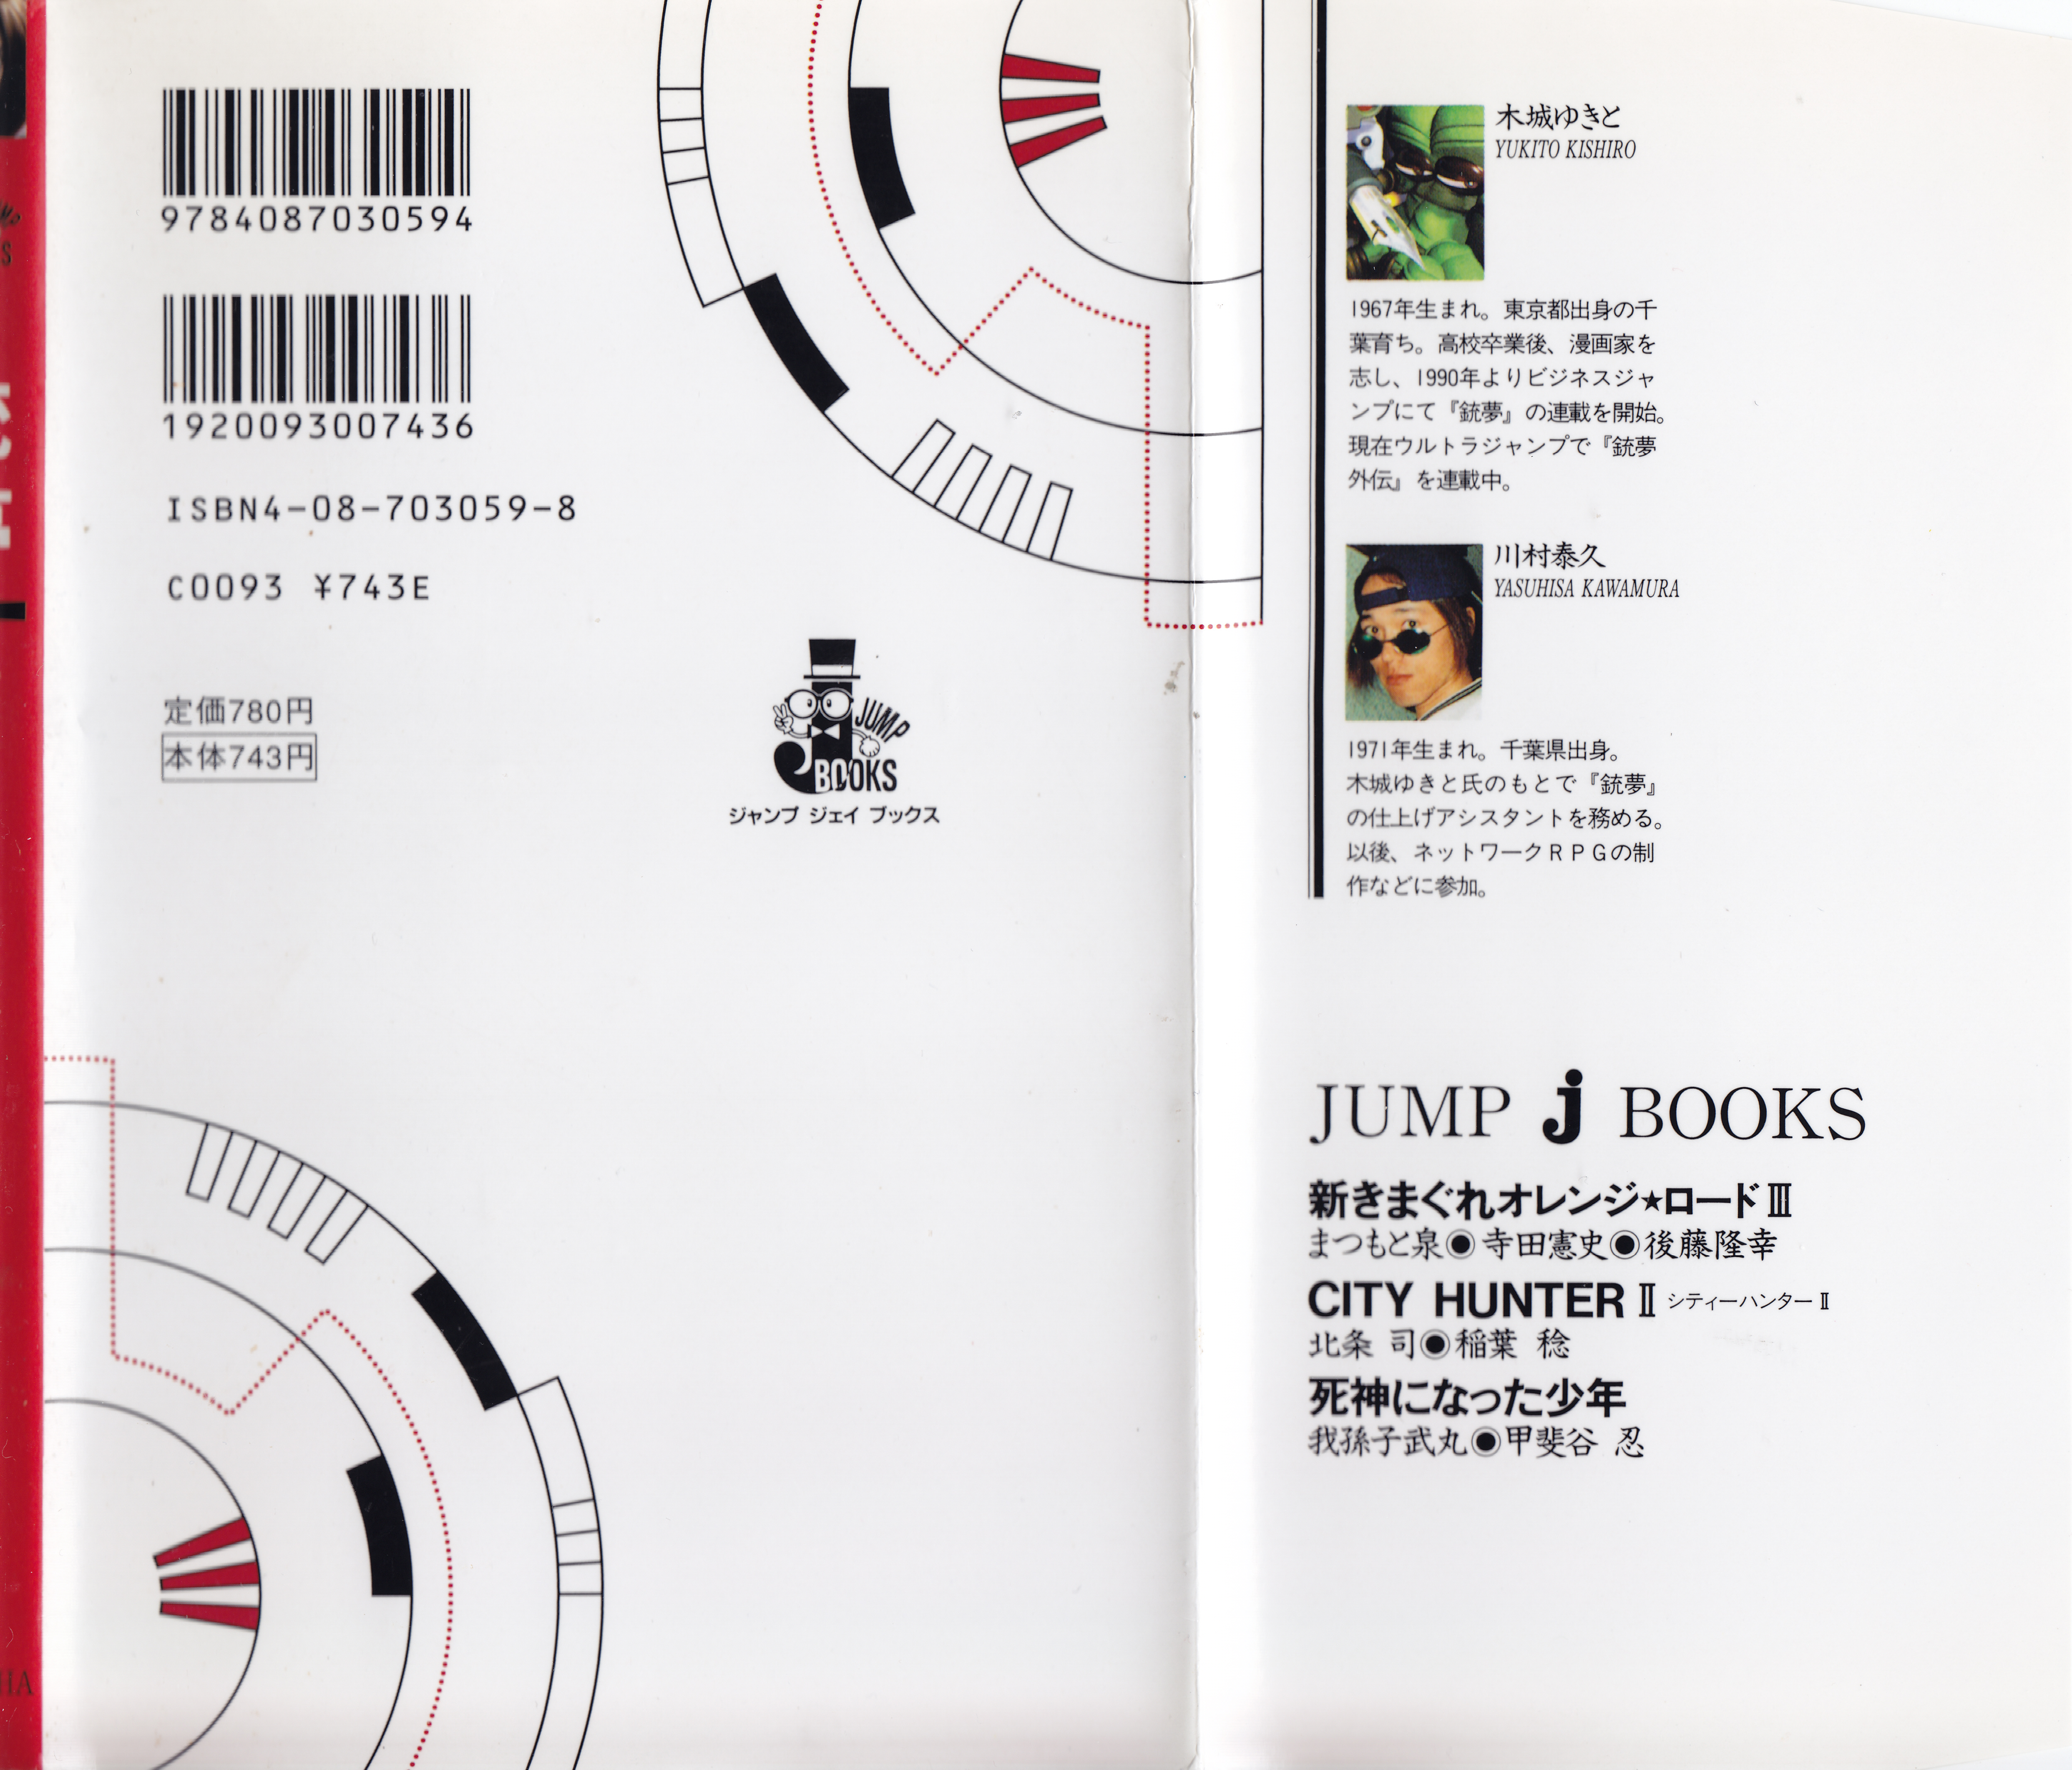 9784087030594
1920093007436
ISBN4-08-703059-8
C0093 ¥743E
定価780円
本体743円
JUMP
BOOKS
ジャンプ ジェイ ブックス
木城ゆきと
YUKITO KISHIRO
1967年生まれ。東京都出身の千
葉育ち。高校卒業後、漫画家を
志し、1990年よりビジネスジャ
ンプにて『銃夢』の連載を開始。
現在ウルトラジャンプで『銃夢
外伝』を連載中。
川村泰久
YASUHISA KAWAMURA
1971年生まれ。千葉県出身。
木城ゆきと氏のもとで『銃夢』
の仕上げアシスタントを務める。
以後、ネットワークRPGの制
作などに参加。
JUMP j BOOKS
新きまぐれオレンジ★ロードⅢ
まつもと泉◉寺田憲史◉後藤隆幸
CITY HUNTER Ⅱ シティーハンターⅡ
北条 司◉稲葉 稔
死神になった少年
我孫子武丸◉甲斐谷 忍